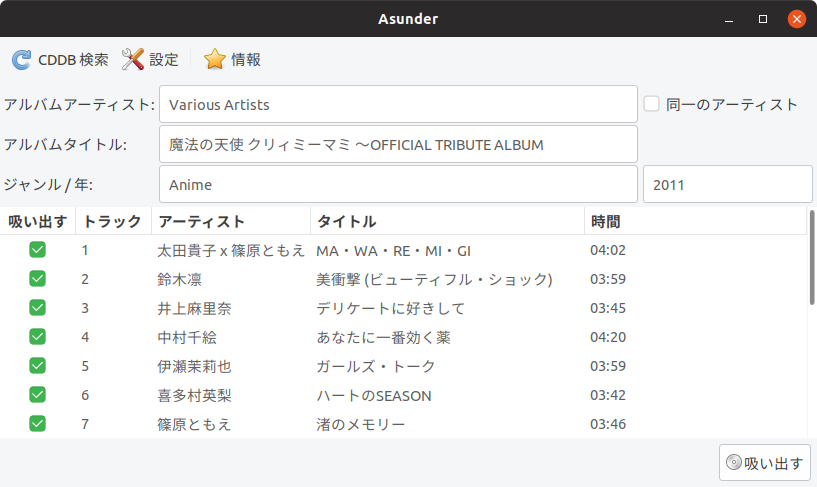 Asunder
CDDB 検索 設定 情報
アルバムアーティスト: Various Artists 同一のアーティスト
アルバムタイトル: 魔法の天使 クリィミーマミ ～OFFICIAL TRIBUTE ALBUM
ジャンル / 年: Anime 2011
吸い出す トラック アーティスト タイトル 時間
1 太田貴子 x 篠原ともえ MA・WA・RE・MI・GI 04:02
2 鈴木凛 美衝撃 (ビューティフル・ショック) 03:59
3 井上麻里奈 デリケートに好きして 03:45
4 中村千絵 あなたに一番効く薬 04:20
5 伊瀬茉莉也 ガールズ・トーク 03:59
6 喜多村英梨 ハートのSEASON 03:42
7 篠原ともえ 渚のメモリー 03:46
吸い出す